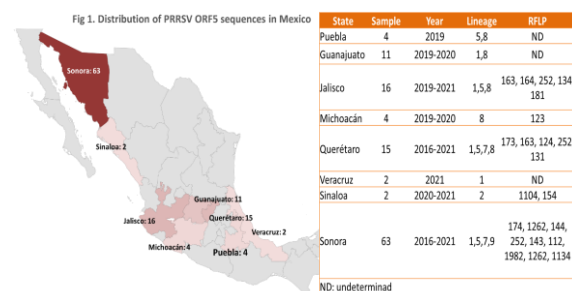 Fig 1. Distribution of PRRSV ORF5 sequences in Mexico
Sonora: 63
Sinaloa: 2
Guanajuato: 11
Jalisco: 16
Querétaro: 15
Veracruz: 2
Michoacán: 4
Puebla: 4
State Sample Year Lineage RFLP
Puebla 4 2019 5,8 ND
Guanajuato 11 2019-2020 1,8 ND
Jalisco 16 2019-2021 1,5,8 163, 164, 252, 134
181
Michoacán 4 2019-2020 8 123
Querétaro 15 2016-2021 1,5,7,8 173, 163, 124, 252
131
Veracruz 2 2021 1 ND
Sinaloa 2 2020-2021 2 1104, 154
Sonora 63 2016-2021 1,5,7,9 174, 1262, 144,
252, 143, 112,
1982, 1262, 1134
ND: undeterminad